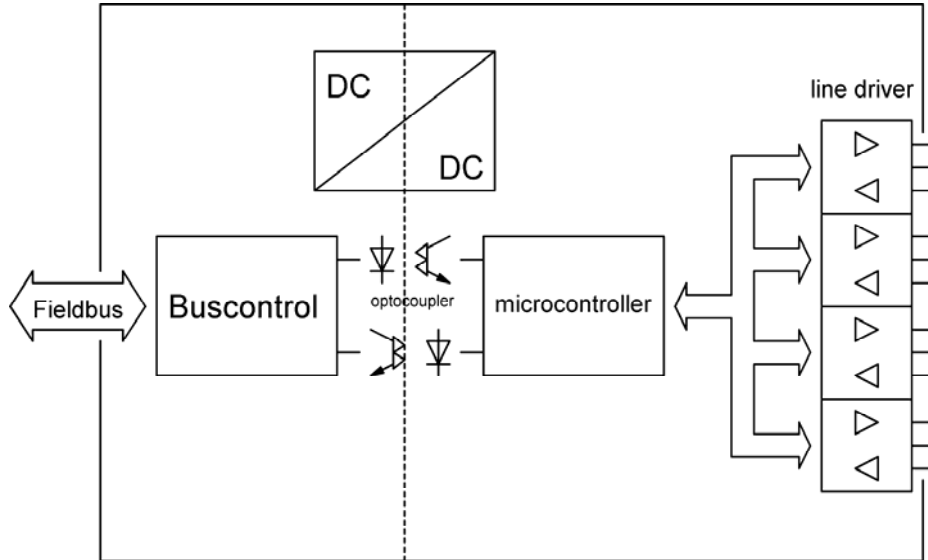 DC
DC
line driver
Fieldbus
Buscontrol
optocoupler
microcontroller